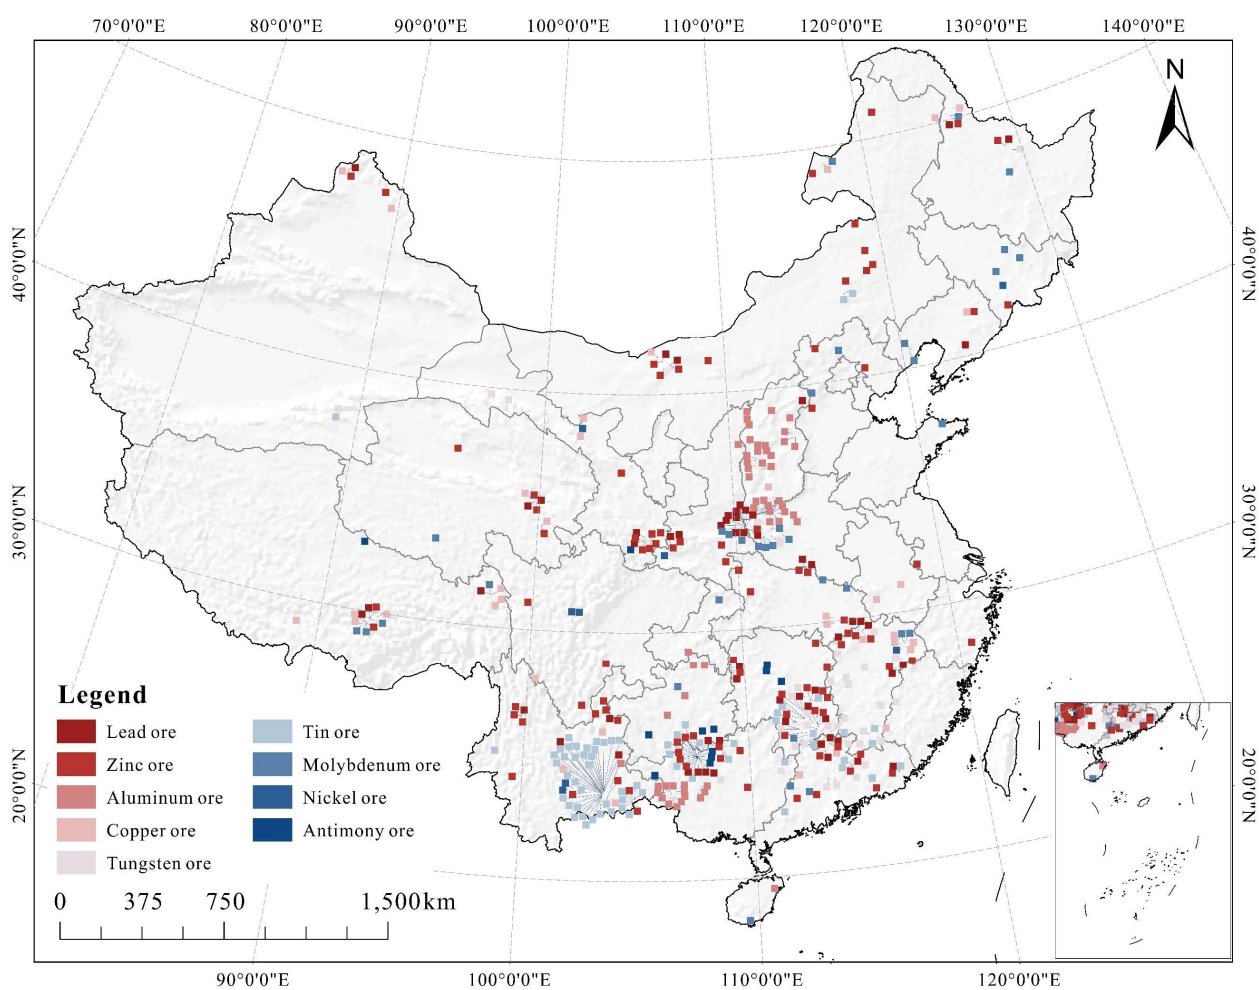 70°0'0"E 80°0'0"E 90°0'0"E 100°0'0"E 110°0'0"E 120°0'0"E 130°0'0"E 140°0'0"E
N
40°0'0"N 40°0'0"N
30°0'0"N 30°0'0"N
20°0'0"N 20°0'0"N
Legend
Lead ore Tin ore
Zinc ore Molybdenum ore
Aluminum ore Nickel ore
Copper ore Antimony ore
Tungsten ore
0 375 750 1,500km
90°0'0"E 100°0'0"E 110°0'0"E 120°0'0"E